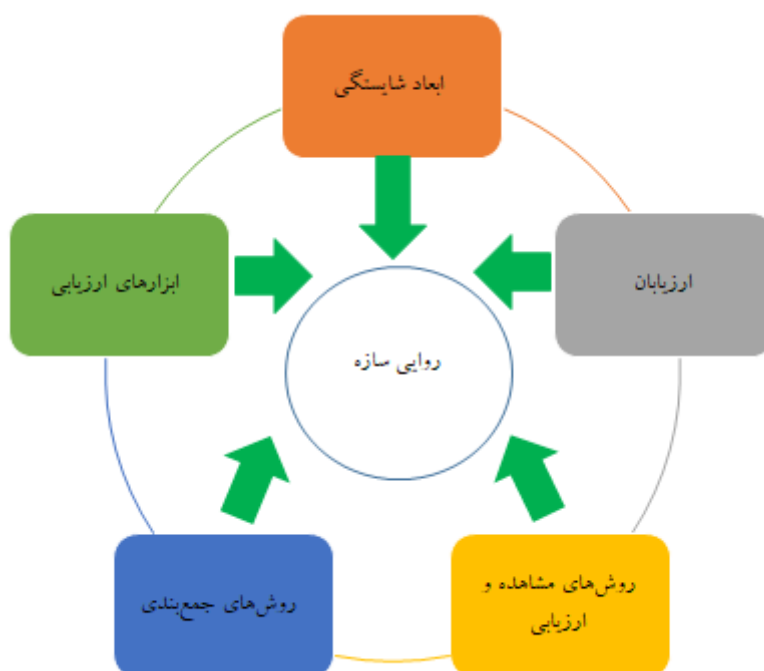 ابعاد شایستگی
ارزیابان
ابزارهای ارزیابی
روایی سازه
روش‌های مشاهده و
ارزیابی
روش‌های جمع‌بندی